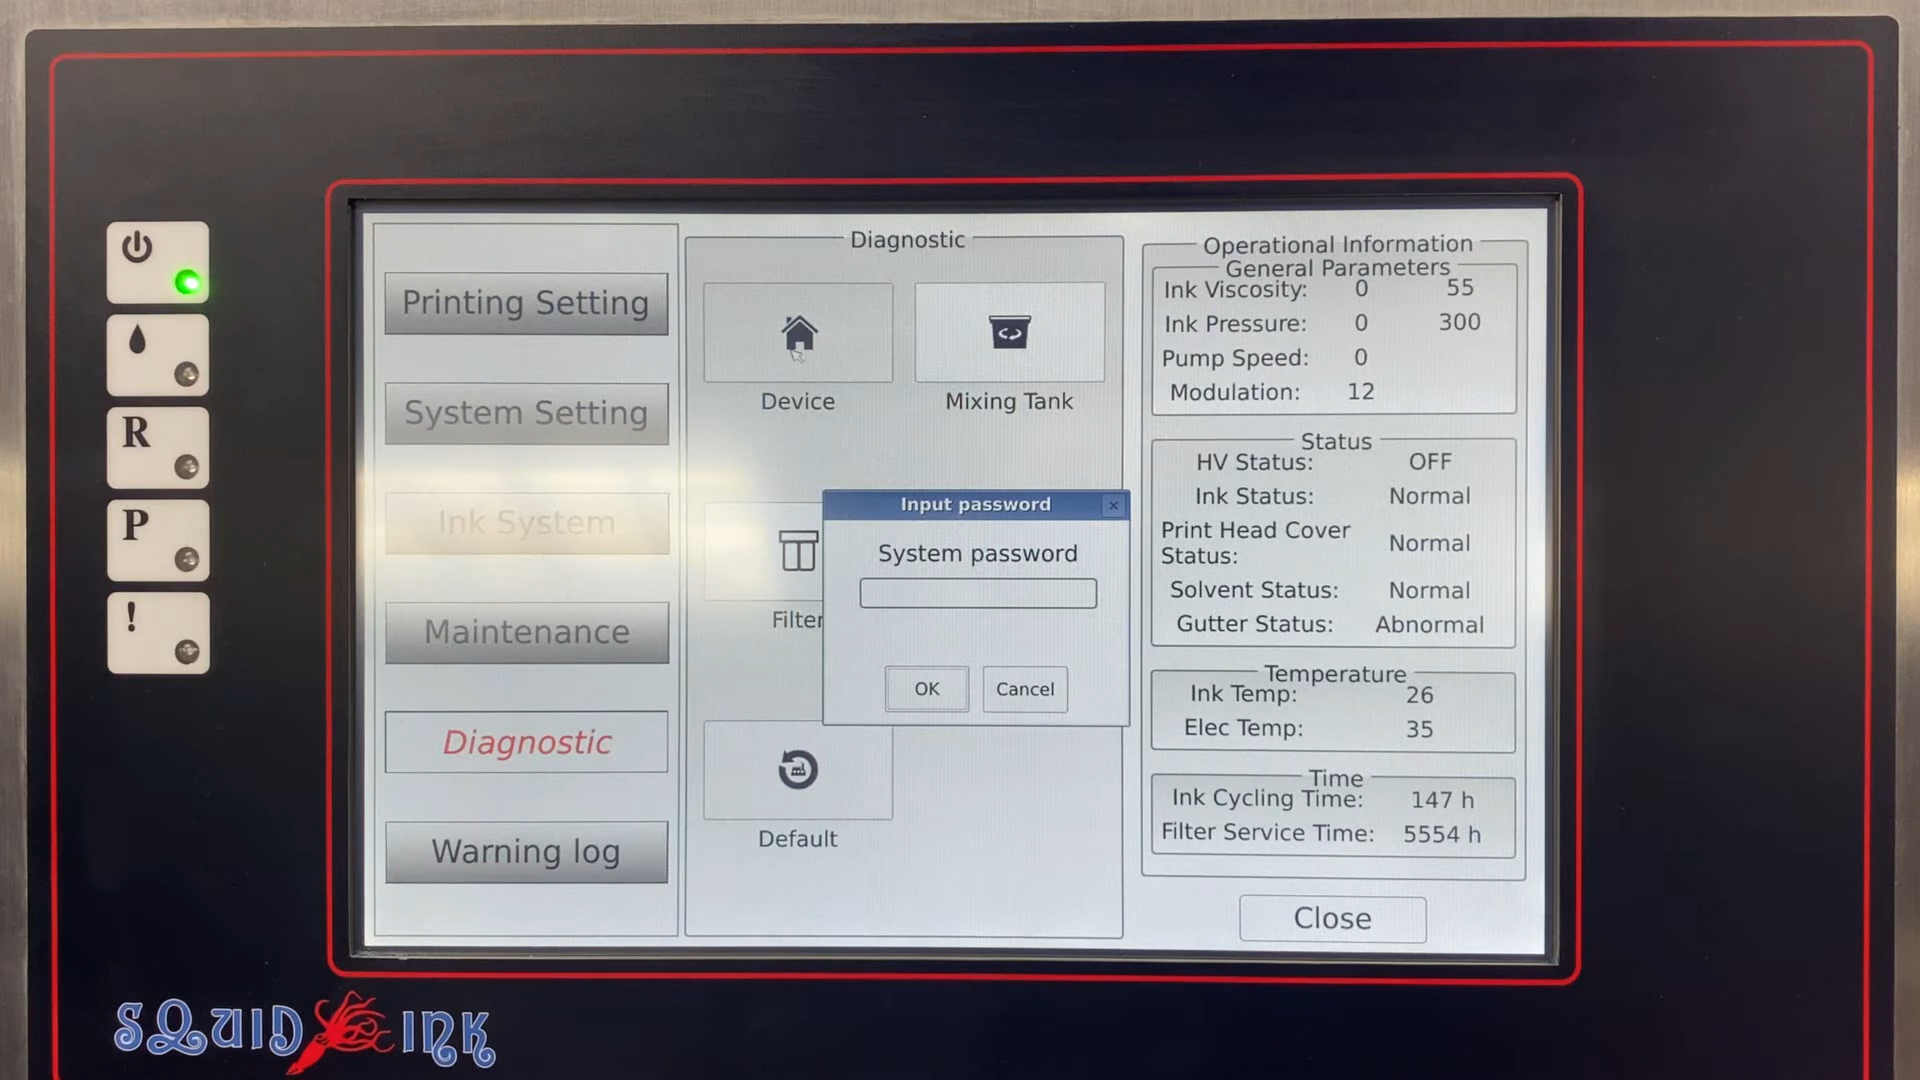 R
P
!
Printing Setting
System Setting
Ink System
Maintenance
Diagnostic
Warning log
Diagnostic
Device
Mixing Tank
Filter
Default
Input password
System password
OK
Cancel
Operational Information
General Parameters
Ink Viscosity: 0 55
Ink Pressure: 0 300
Pump Speed: 0
Modulation: 12
Status
HV Status: OFF
Ink Status: Normal
Print Head Cover
Status: Normal
Solvent Status: Normal
Gutter Status: Abnormal
Temperature
Ink Temp: 26
Elec Temp: 35
Time
Ink Cycling Time: 147 h
Filter Service Time: 5554 h
Close
SQUID INK